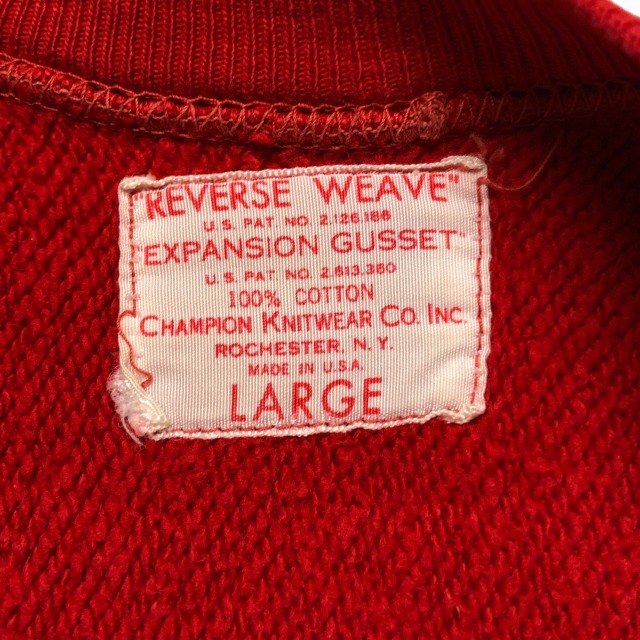 "REVERSE WEAVE"
U.S. PAT. NO. 2.126.186
EXPANSION GUSSET
U.S. PAT. NO. 2.613.360
100% COTTON
CHAMPION KNITWEAR CO. INC.
ROCHESTER, N.Y.
MADE IN U.S.A.
LARGE